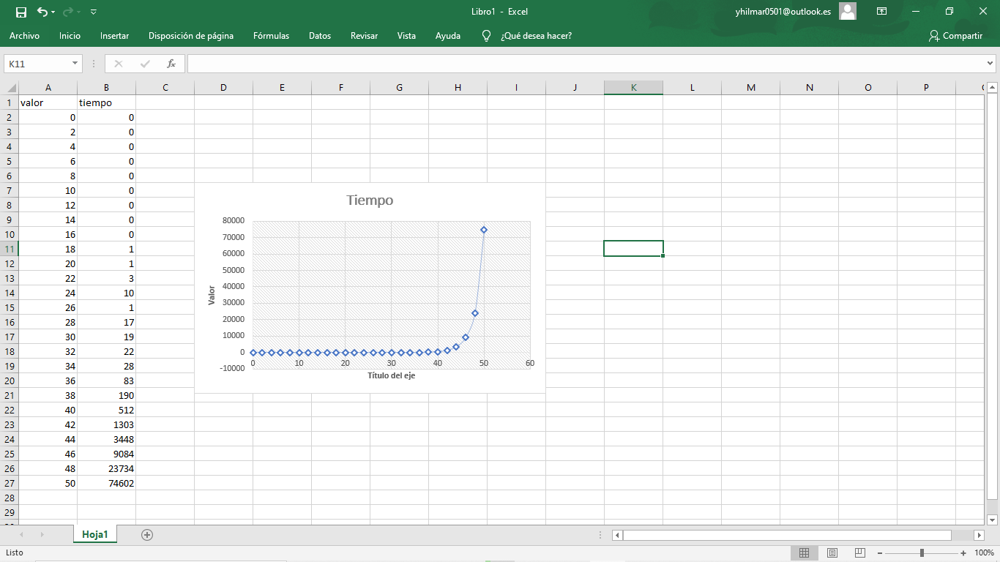 Libro1 - Excel
yhilmar0501@outlook.es
Archivo Inicio Insertar Disposición de página Fórmulas Datos Revisar Vista Ayuda ¿Qué desea hacer? Compartir
K11 fx
A B C D E F G H I J K L M N O P
1 valor tiempo
2 0 0
3 2 0
4 4 0
5 6 0
6 8 0
7 10 0
8 12 0
9 14 0
10 16 0
11 18 1
12 20 1
13 22 3
14 24 10
15 26 1
16 28 17
17 30 19
18 32 22
19 34 28
20 36 83
21 38 190
22 40 512
23 42 1303
24 44 3448
25 46 9084
26 48 23734
27 50 74602
28
29
Tiempo
80000
70000
60000
50000
40000
30000
20000
10000
0
-10000
Valor
0 10 20 30 40 50 60
Título del eje
Hoja1
Listo
100%